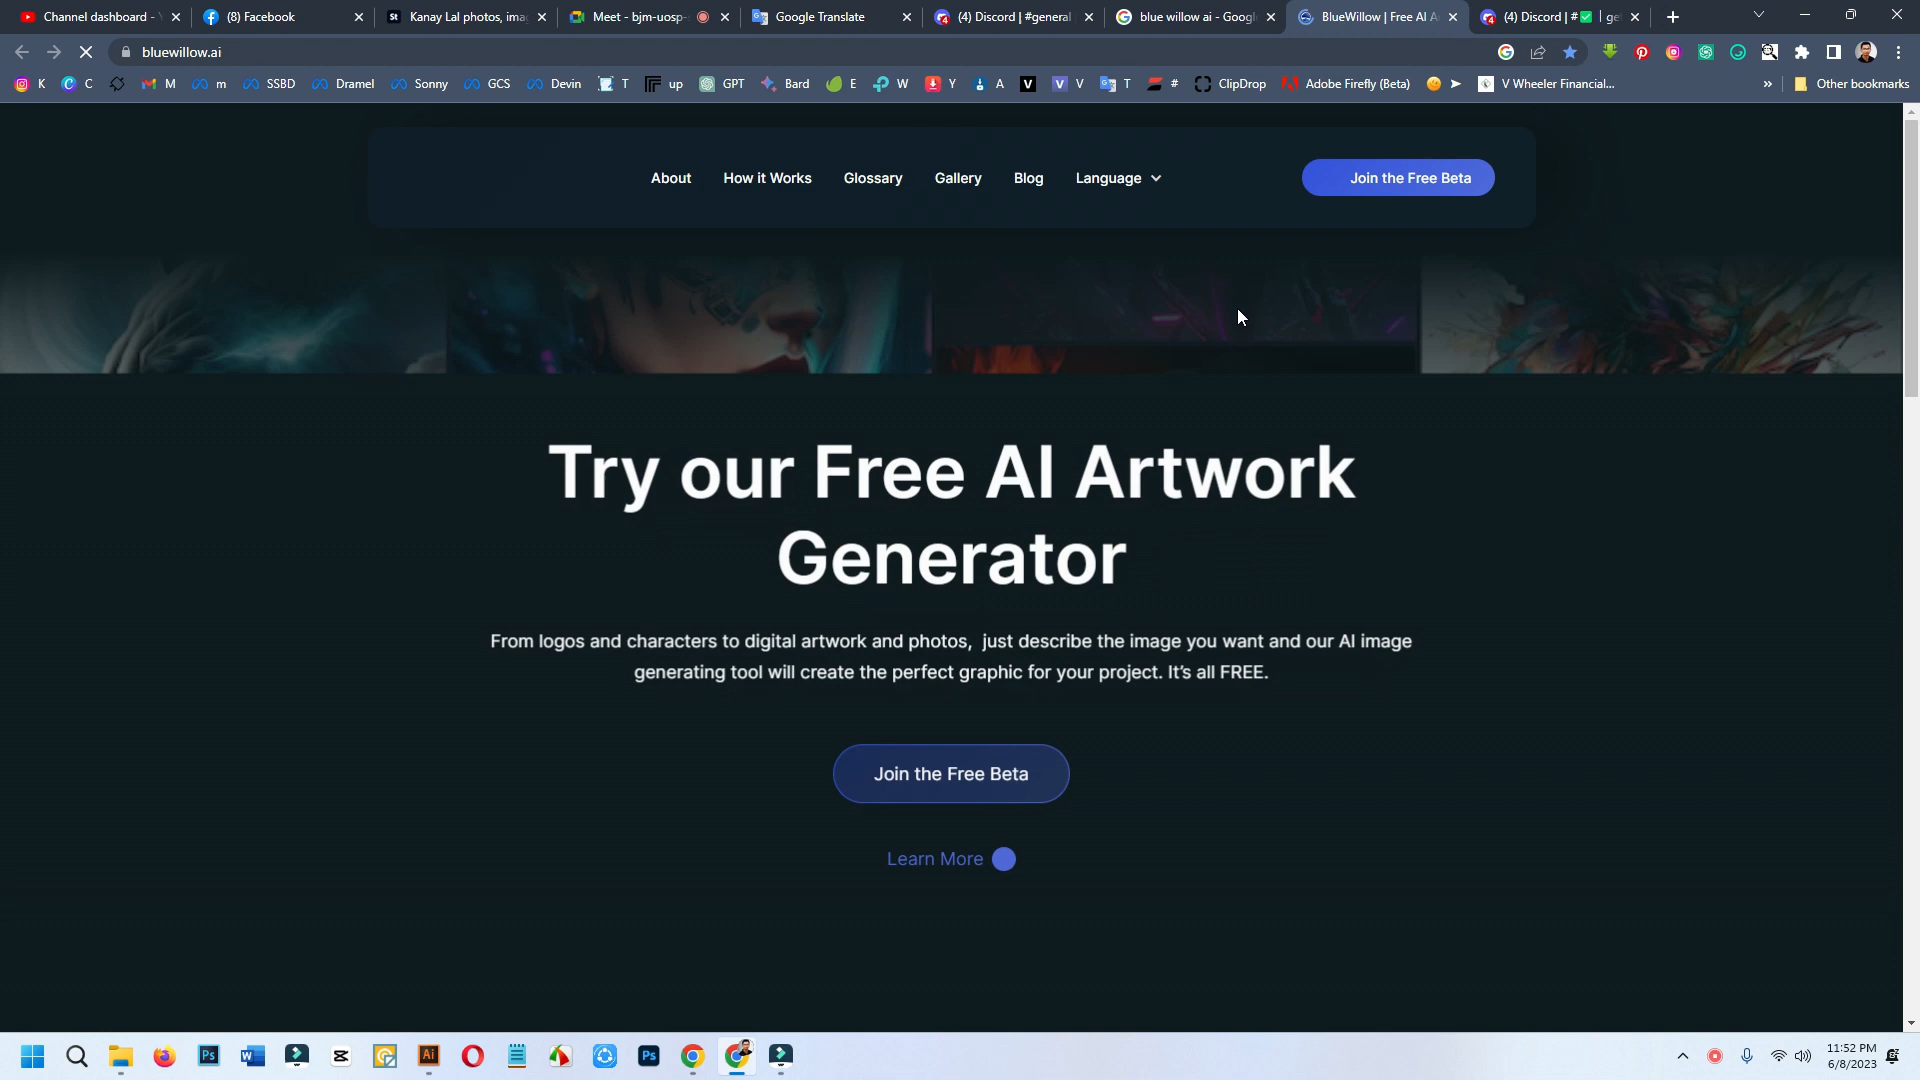 Channel dashboard -
(8) Facebook
Kanay Lal photos, ima
Meet - bjm-uosp-
Google Translate
(4) Discord | #general
blue willow ai - Googl
BlueWillow | Free AI A
(4) Discord | #✅ | ge
bluewillow.ai
K
C
M
m
SSBD
Dramel
Sonny
GCS
Devin
T
up
GPT
Bard
E
W
Y
A
V
T
#
ClipDrop
Adobe Firefly (Beta)
V Wheeler Financial...
»
Other bookmarks
About
How it Works
Glossary
Gallery
Blog
Language
Join the Free Beta
Try our Free AI Artwork
Generator
From logos and characters to digital artwork and photos, just describe the image you want and our AI image
generating tool will create the perfect graphic for your project. It's all FREE.
Join the Free Beta
Learn More
11:52 PM
6/8/2023